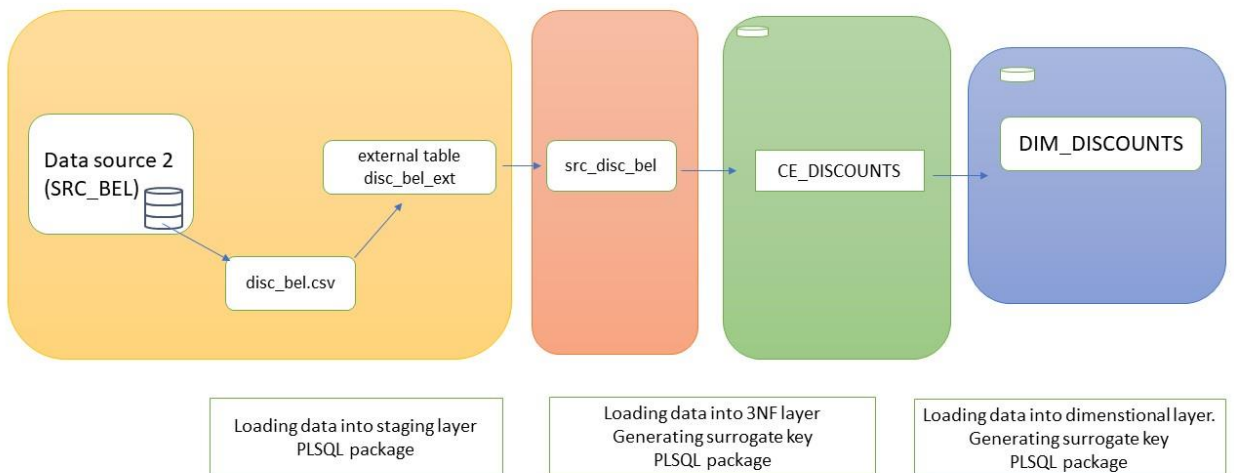 Data source 2
(SRC_BEL)
disc_bel.csv
external table
disc_bel_ext
src_disc_bel
CE_DISCOUNTS
DIM_DISCOUNTS
Loading data into staging layer
PLSQL package
Loading data into 3NF layer
Generating surrogate key
PLSQL package
Loading data into dimenstional layer.
Generating surrogate key
PLSQL package